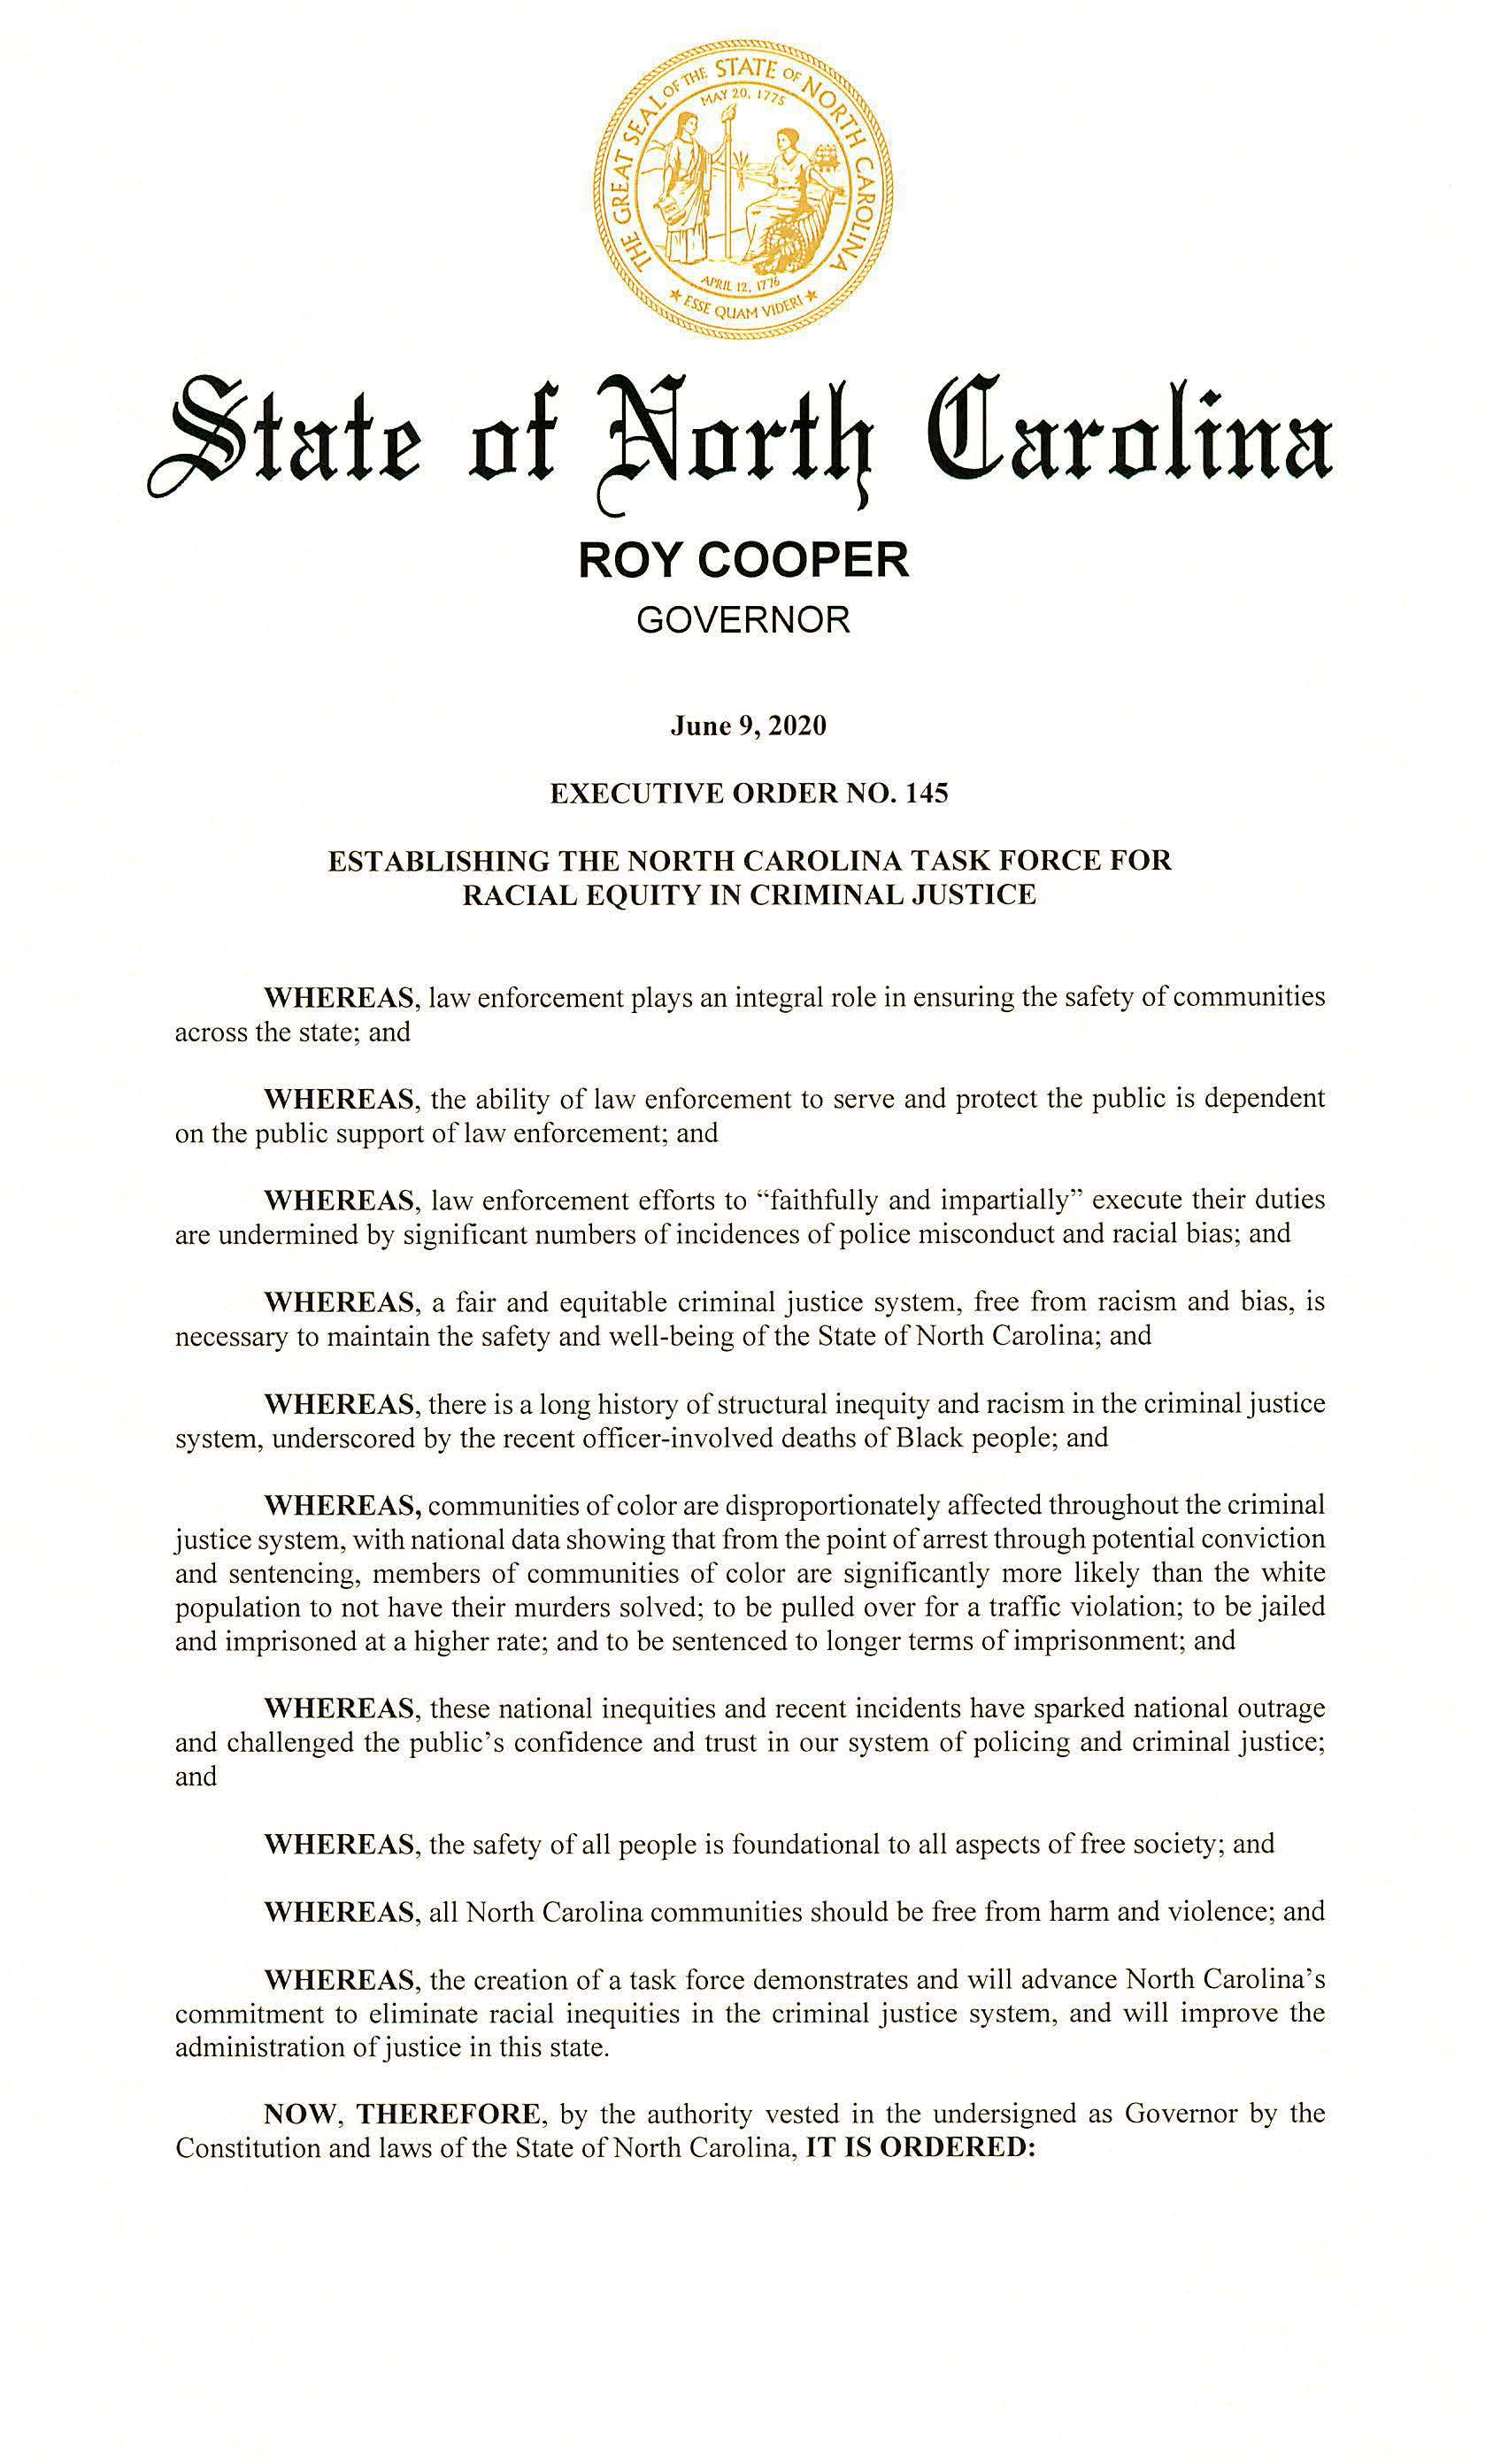 THE GREAT SEAL OF THE STATE OF NORTH CAROLINA
MAY 20, 1775
APRIL 12, 1776
★ ESSE QUAM VIDERI ★
State of North Carolina
ROY COOPER
GOVERNOR
June 9, 2020
EXECUTIVE ORDER NO. 145
ESTABLISHING THE NORTH CAROLINA TASK FORCE FOR
RACIAL EQUITY IN CRIMINAL JUSTICE
WHEREAS, law enforcement plays an integral role in ensuring the safety of communities
across the state; and
WHEREAS, the ability of law enforcement to serve and protect the public is dependent
on the public support of law enforcement; and
WHEREAS, law enforcement efforts to “faithfully and impartially” execute their duties
are undermined by significant numbers of incidences of police misconduct and racial bias; and
WHEREAS, a fair and equitable criminal justice system, free from racism and bias, is
necessary to maintain the safety and well-being of the State of North Carolina; and
WHEREAS, there is a long history of structural inequity and racism in the criminal justice
system, underscored by the recent officer-involved deaths of Black people; and
WHEREAS, communities of color are disproportionately affected throughout the criminal
justice system, with national data showing that from the point of arrest through potential conviction
and sentencing, members of communities of color are significantly more likely than the white
population to not have their murders solved; to be pulled over for a traffic violation; to be jailed
and imprisoned at a higher rate; and to be sentenced to longer terms of imprisonment; and
WHEREAS, these national inequities and recent incidents have sparked national outrage
and challenged the public’s confidence and trust in our system of policing and criminal justice;
and
WHEREAS, the safety of all people is foundational to all aspects of free society; and
WHEREAS, all North Carolina communities should be free from harm and violence; and
WHEREAS, the creation of a task force demonstrates and will advance North Carolina’s
commitment to eliminate racial inequities in the criminal justice system, and will improve the
administration of justice in this state.
NOW, THEREFORE, by the authority vested in the undersigned as Governor by the
Constitution and laws of the State of North Carolina, IT IS ORDERED: